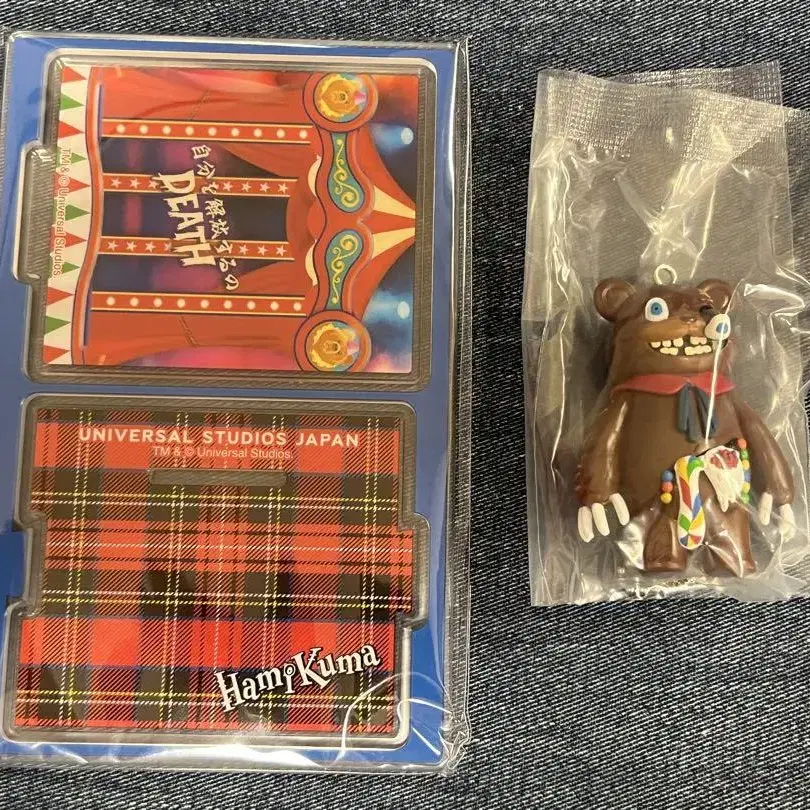 自分を解放するの
DEATH
TM & © Universal Studios
UNIVERSAL STUDIOS JAPAN
TM & © Universal Studios.
HamiKuma